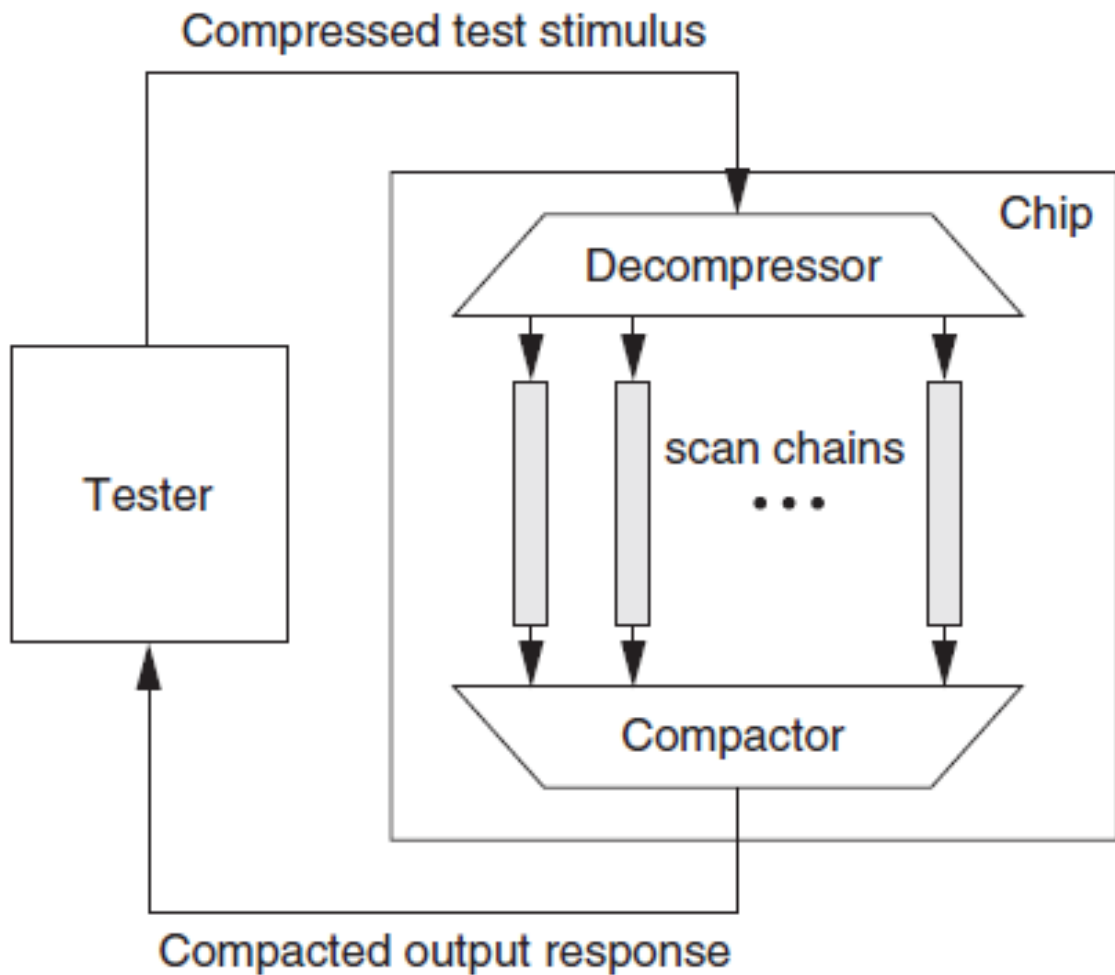 Compressed test stimulus
Chip
Decompressor
scan chains
Tester
Compactor
Compacted output response